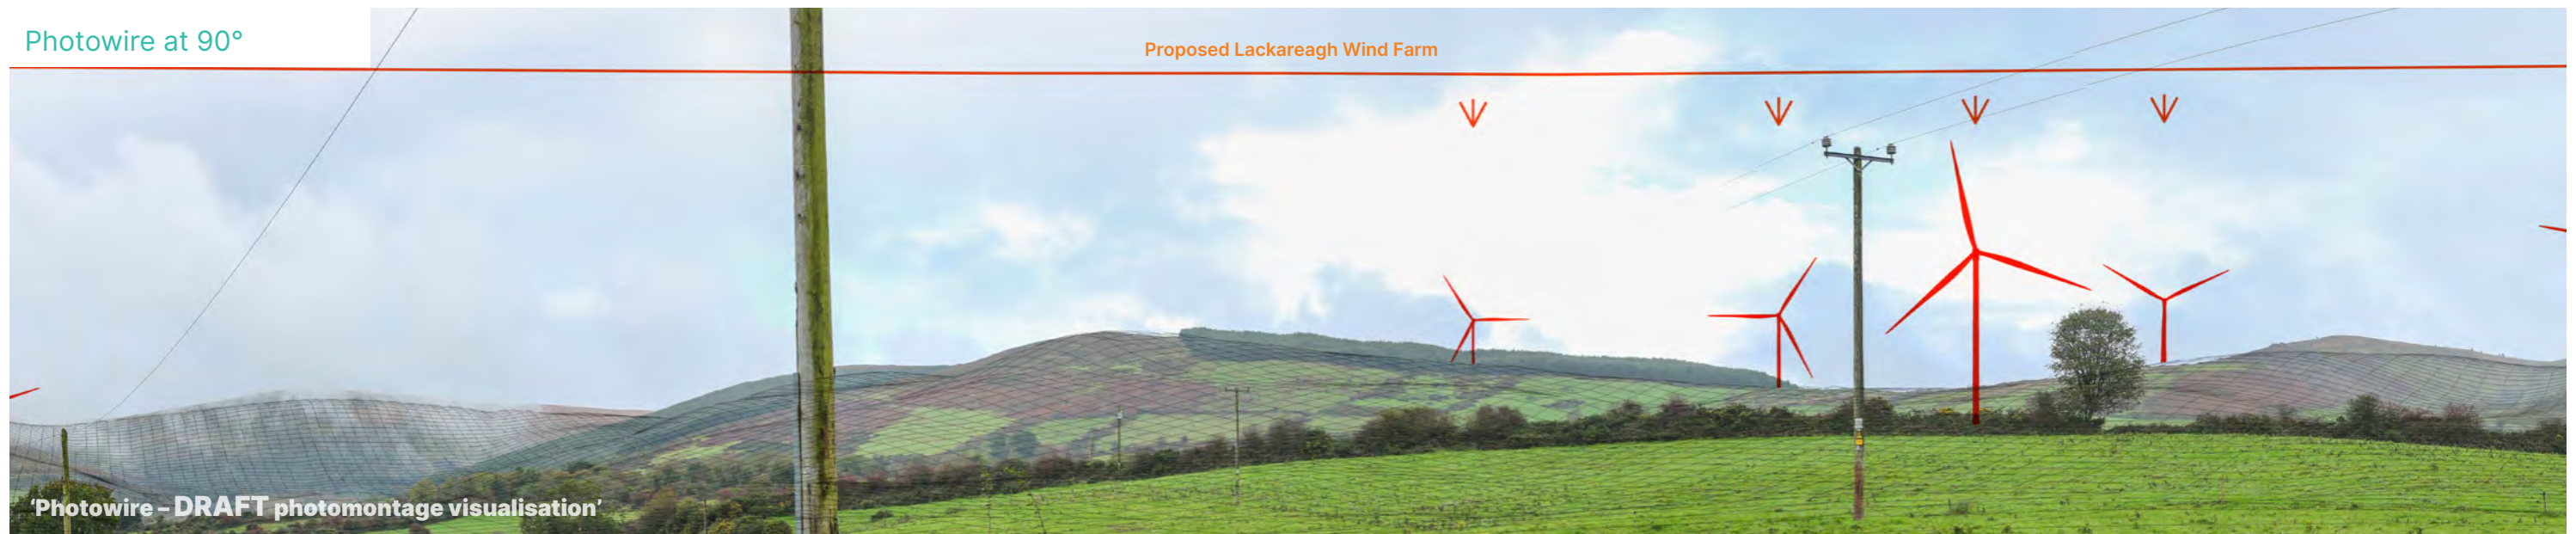 Photowire at 90°
Proposed Lackareagh Wind Farm
‘Photowire – DRAFT photomontage visualisation’